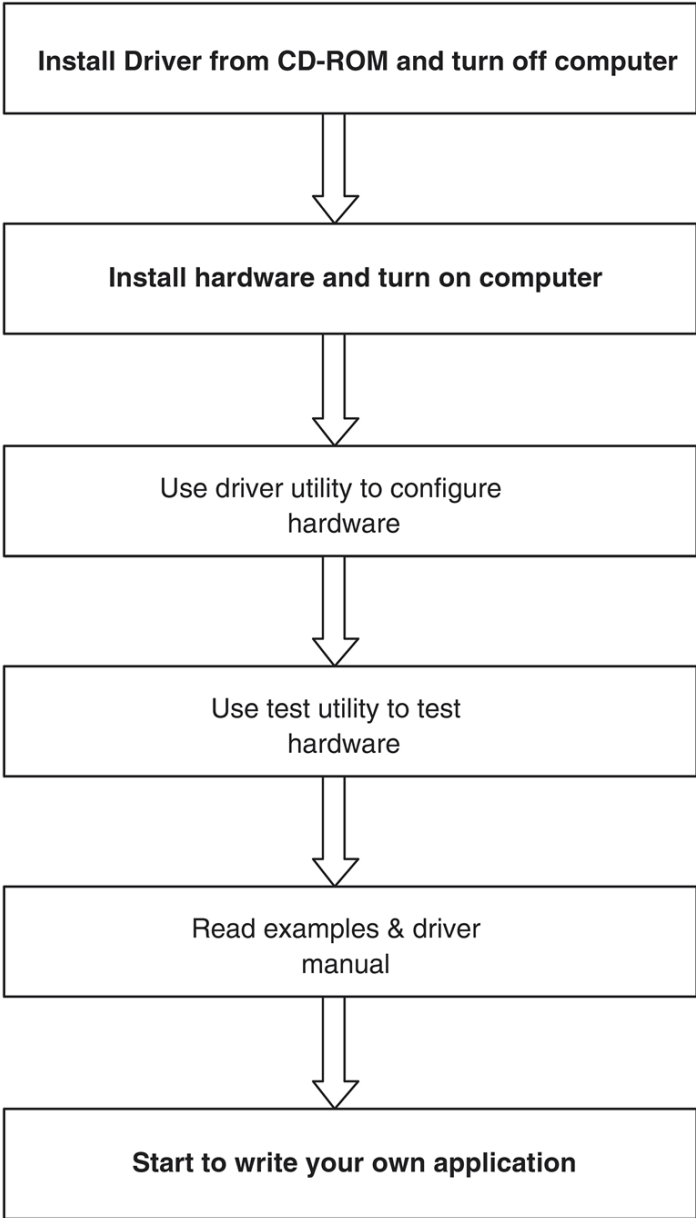 Install Driver from CD-ROM and turn off computer
Install hardware and turn on computer
Use driver utility to configure
hardware
Use test utility to test
hardware
Read examples & driver
manual
Start to write your own application